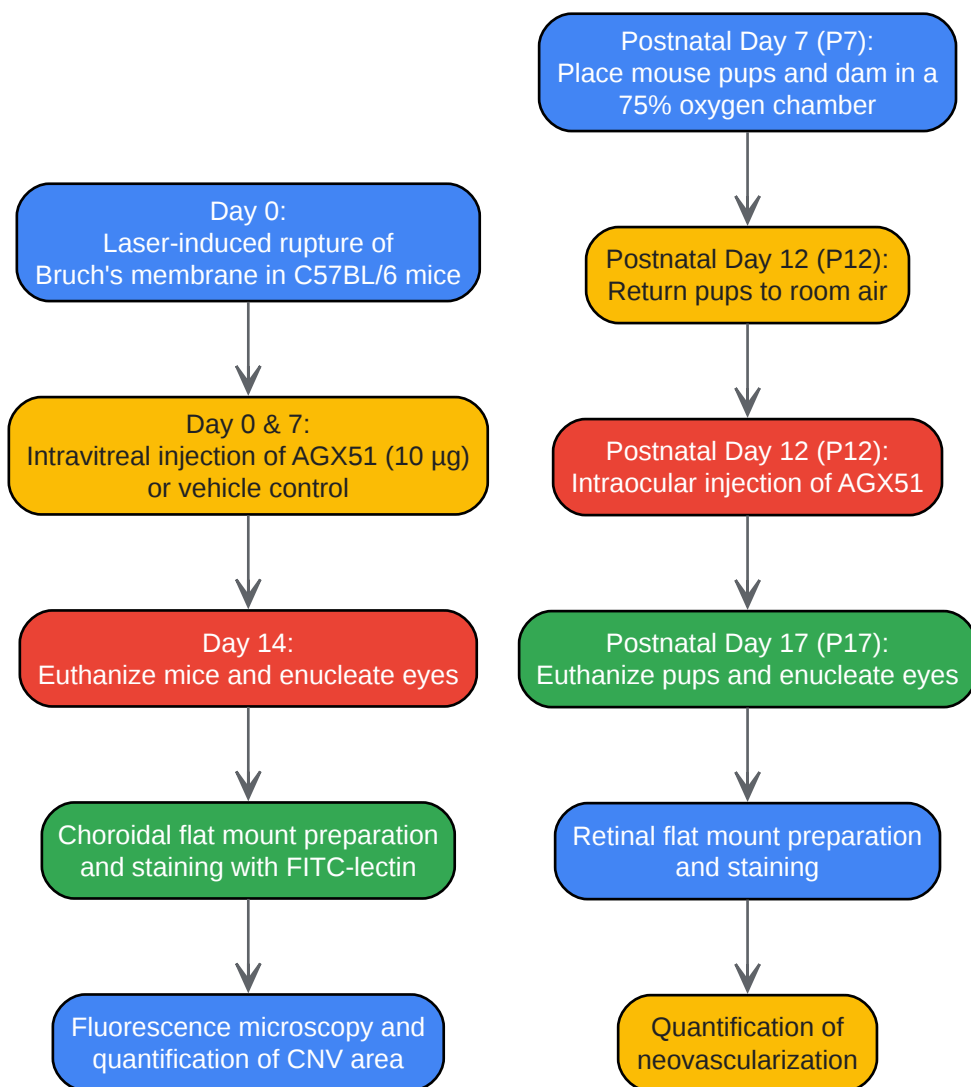 Day 0:
Laser-induced rupture of
Bruch's membrane in C57BL/6 mice
Day 0 & 7:
Intravitreal injection of AGX51 (10 µg)
or vehicle control
Day 14:
Euthanize mice and enucleate eyes
Choroidal flat mount preparation
and staining with FITC-lectin
Fluorescence microscopy and
quantification of CNV area
Postnatal Day 7 (P7):
Place mouse pups and dam in a
75% oxygen chamber
Postnatal Day 12 (P12):
Return pups to room air
Postnatal Day 12 (P12):
Intraocular injection of AGX51
Postnatal Day 17 (P17):
Euthanize pups and enucleate eyes
Retinal flat mount preparation
and staining
Quantification of
neovascularization